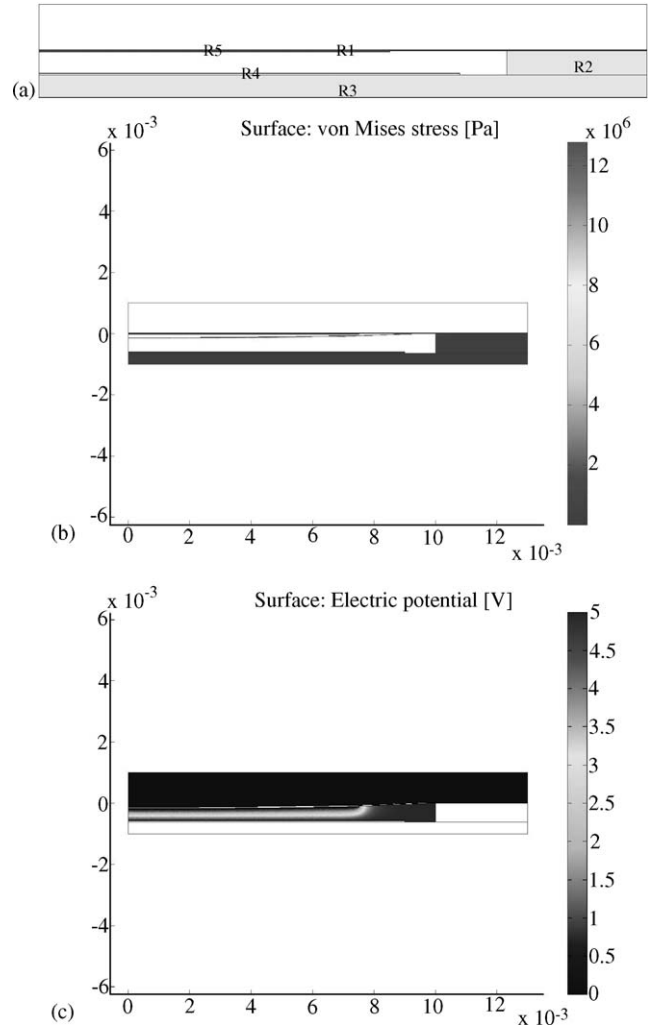 R5 R1
R2
R4
(a) R3
x 10-3 Surface: von Mises stress [Pa] x 10^6
6
4
2
0
-2
-4
-6
12
10
8
6
4
2
(b)
0 2 4 6 8 10 12
x 10-3
x 10-3 Surface: Electric potential [V]
6
4
2
0
-2
-4
-6
5
4.5
4
3.5
3
2.5
2
1.5
1
0.5
0
(c)
0 2 4 6 8 10 12
x 10-3